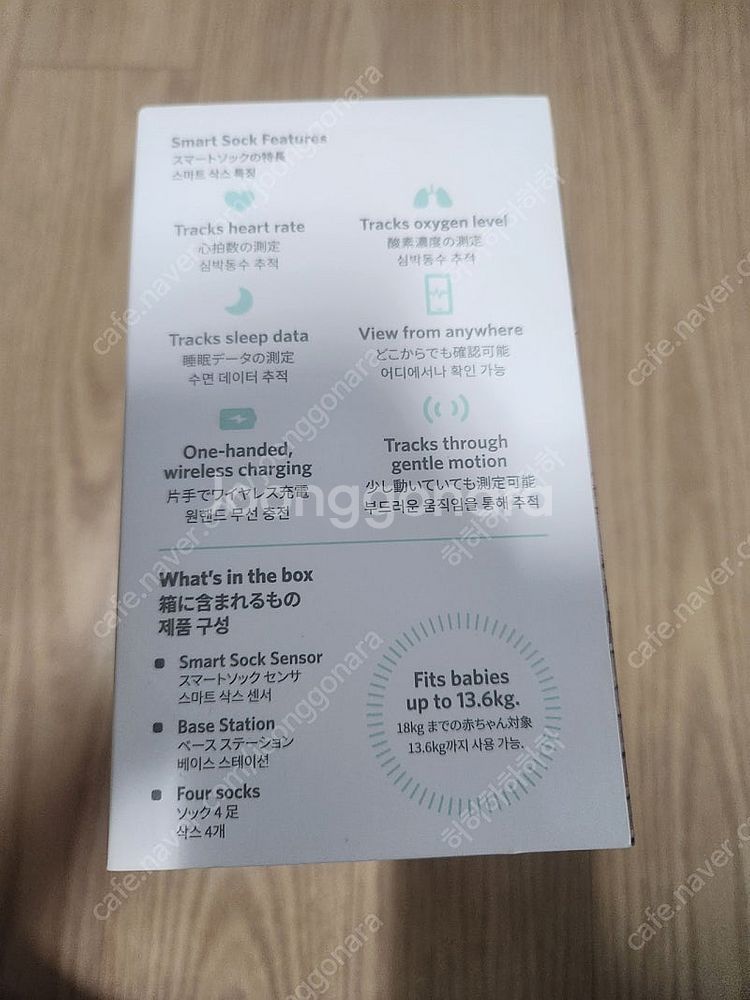 Smart Sock Features
スマートソックの特長
스마트 삭스 특징
Tracks heart rate
心拍数の測定
심박동수 추적
Tracks oxygen level
酸素濃度の測定
심박동수 추적
Tracks sleep data
睡眠データの測定
수면 데이터 추적
View from anywhere
どこからでも確認可能
어디에서나 확인 가능
One-handed,
wireless charging
片手でワイヤレス充電
원핸드 무선 충전
Tracks through
gentle motion
少し動いていても測定可能
부드러운 움직임을 통해 추적
joonggonara
What's in the box
箱に含まれるもの
제품 구성
Smart Sock Sensor
スマートソック センサ
스마트 삭스 센서
Base Station
ベース ステーション
베이스 스테이션
Four socks
ソック 4 足
삭스 4개
Fits babies
up to 13.6kg.
18kg までの赤ちゃん対象
13.6kg까지 사용 가능.
cafe.naver.com/joonggonara
하하하이하하